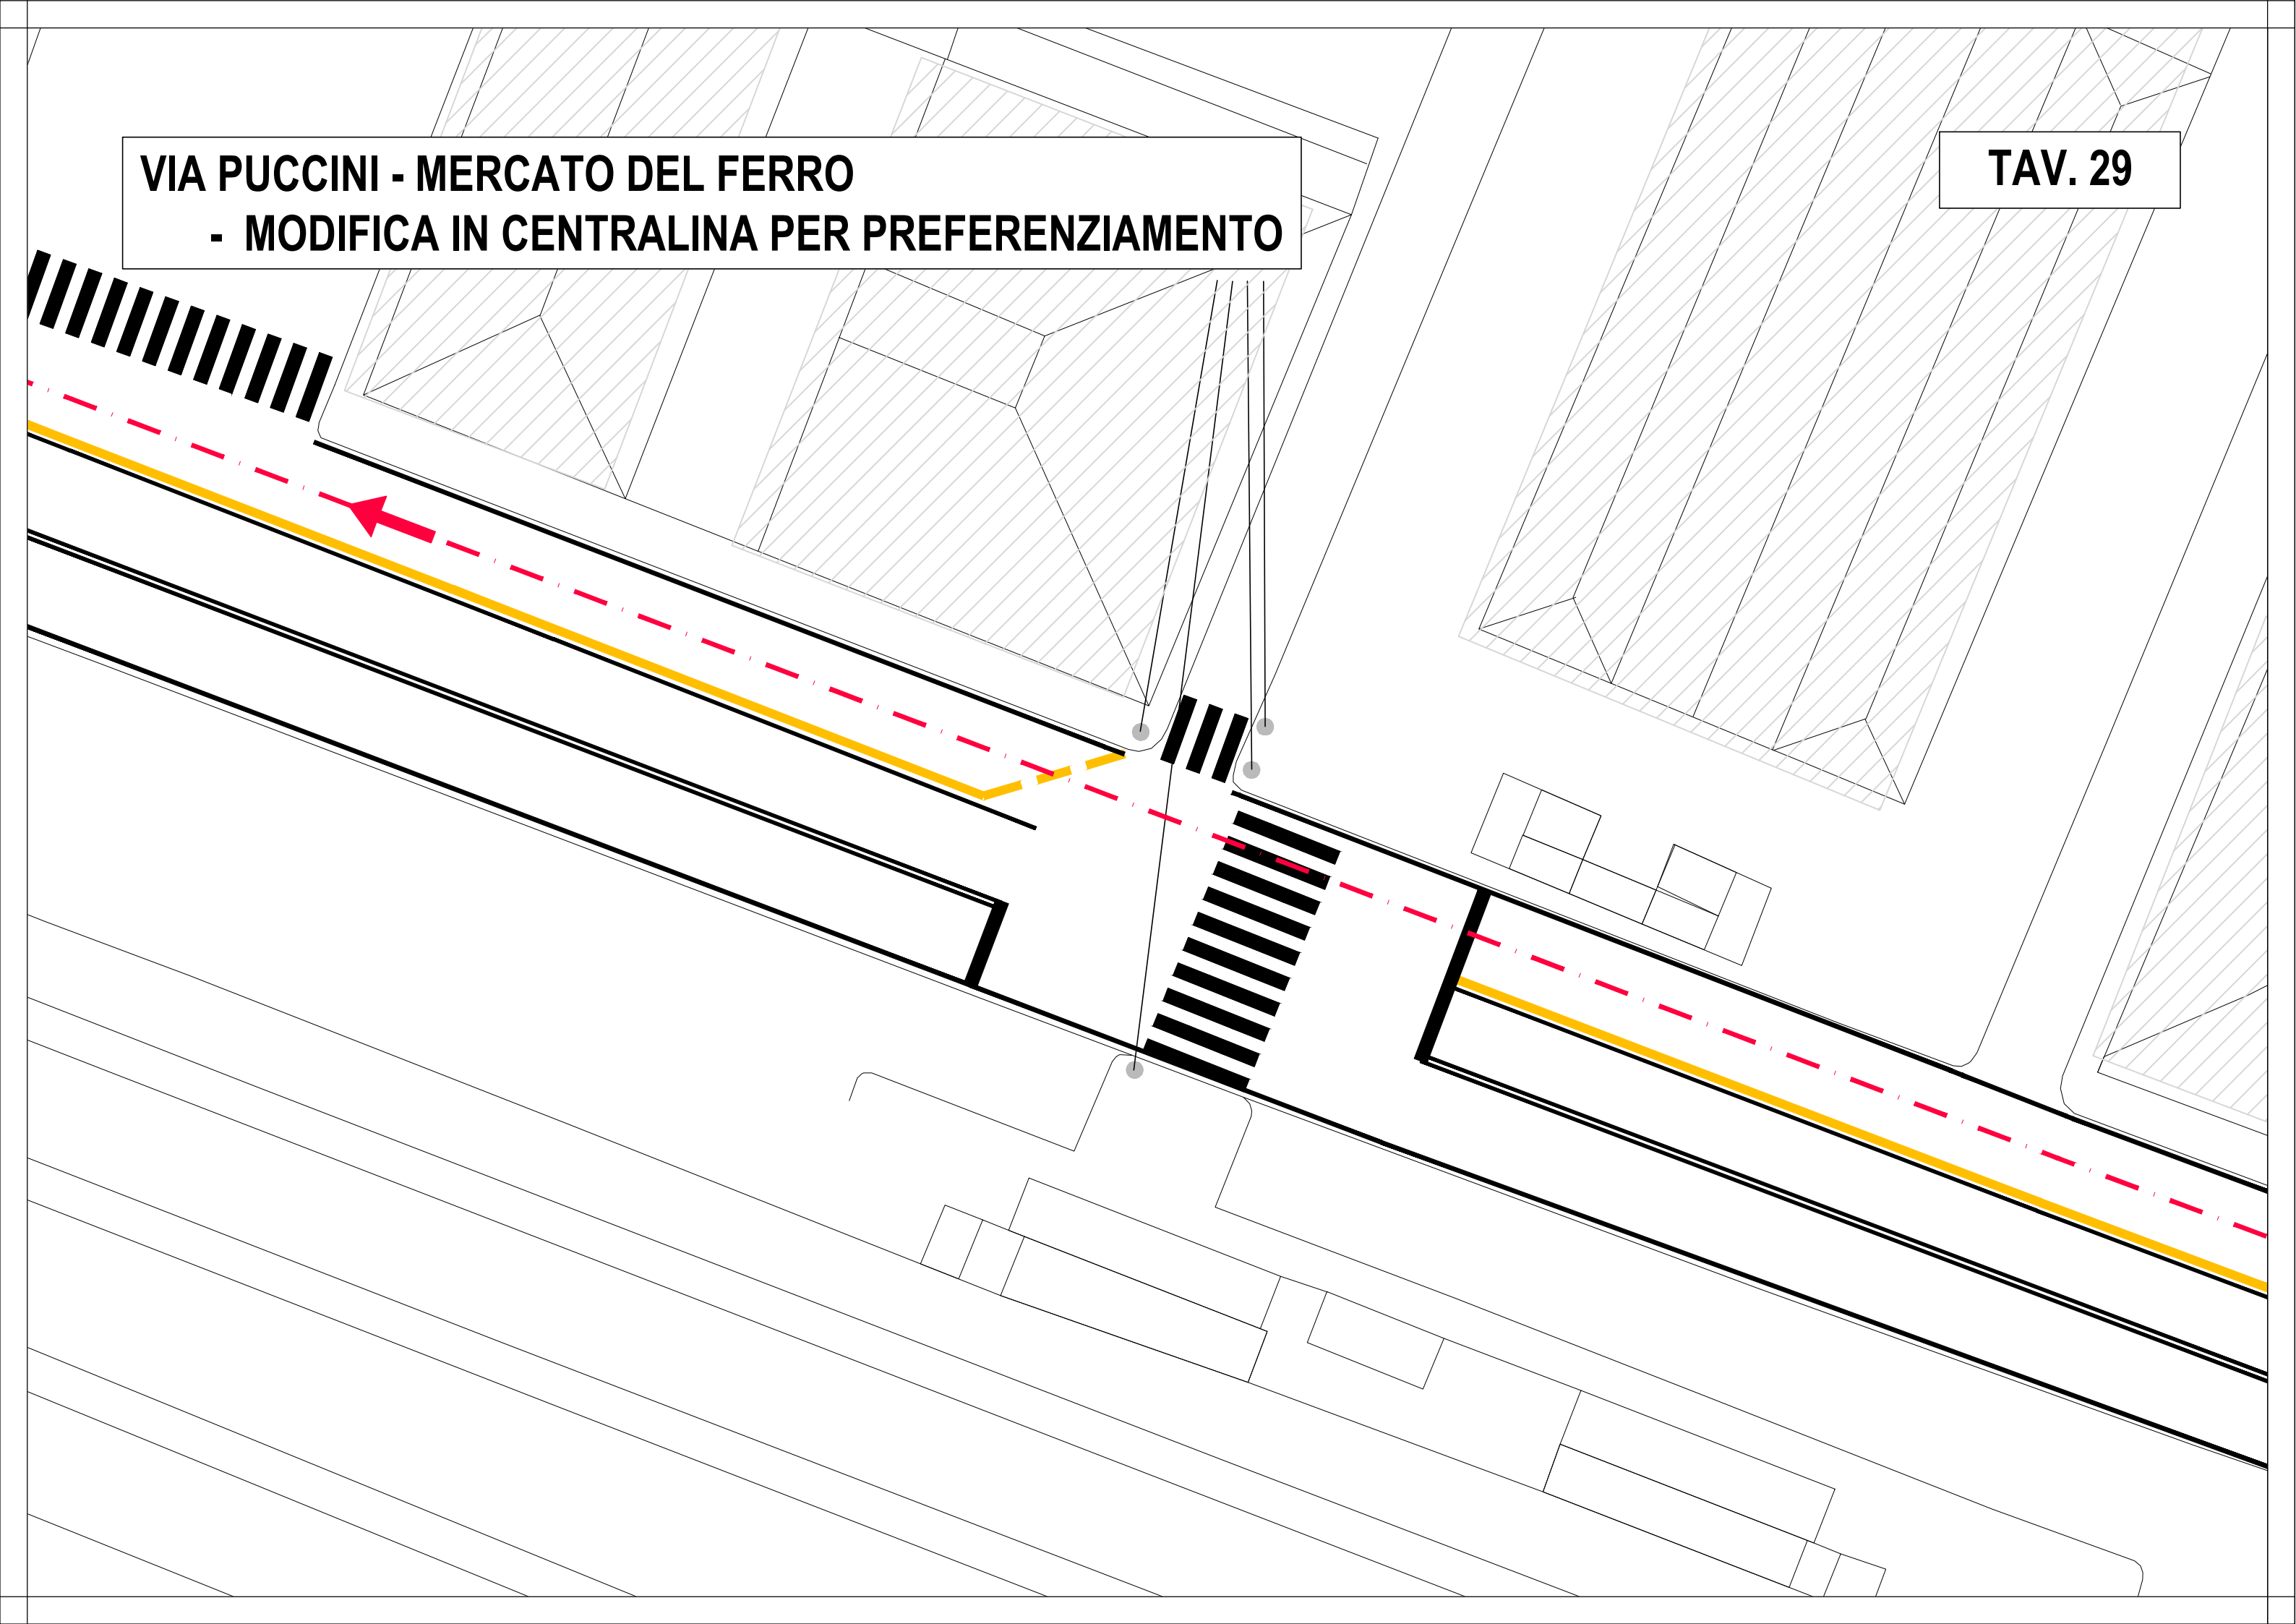 VIA PUCCINI - MERCATO DEL FERRO
- MODIFICA IN CENTRALINA PER PREFERENZIAMENTO
TAV. 29